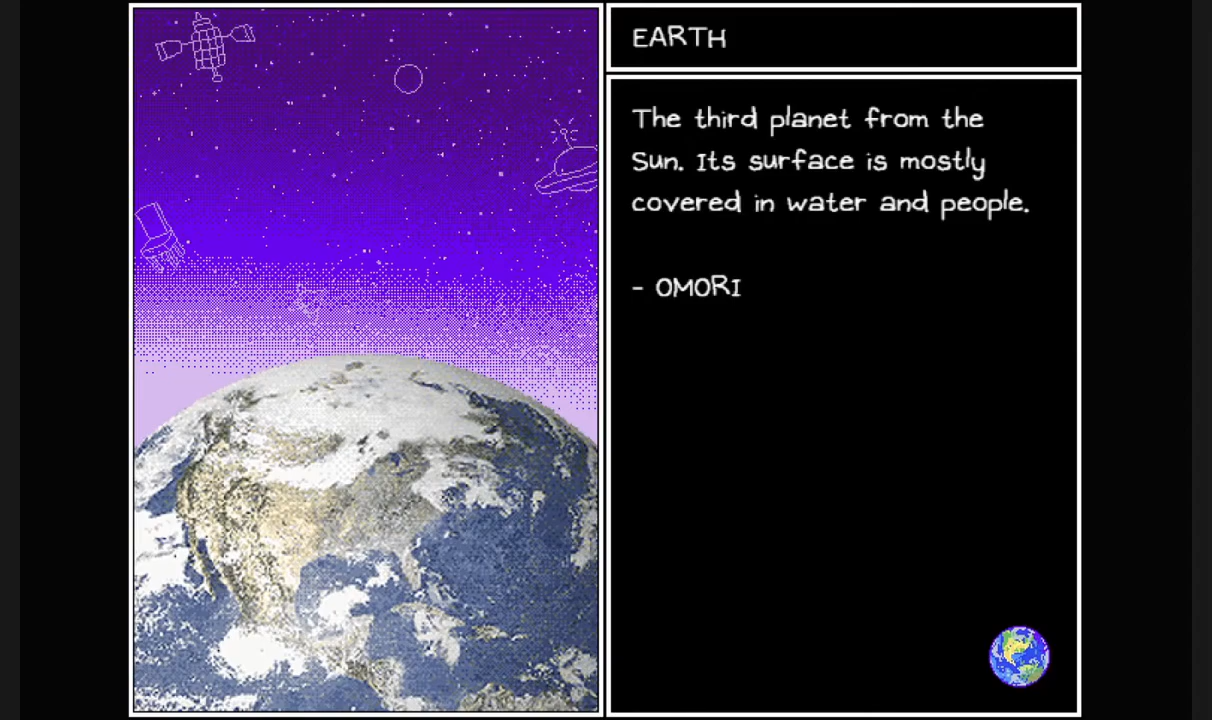 EARTH
The third planet from the
Sun. Its surface is mostly
covered in water and people.
- OMORI